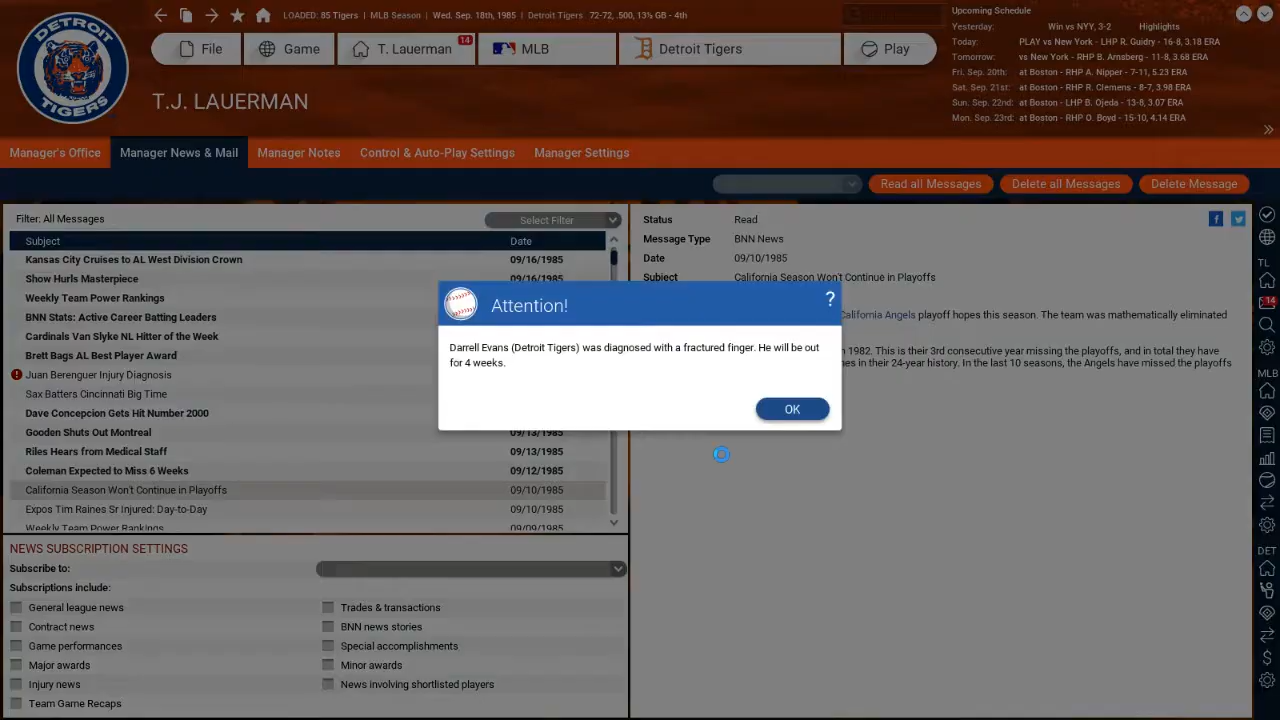 DETROIT
TIGERS
LOADED: 85 Tigers | MLB Season | Wed. Sep. 18th, 1985 | Detroit Tigers 72-72, .500, 13½ GB - 4th
File
Game
T. Lauerman
14
MLB
Detroit Tigers
Play
T.J. LAUERMAN
Upcoming Schedule
Yesterday: Win vs NYY, 3-2 Highlights
Today: PLAY vs New York - LHP R. Guidry - 16-8, 3.18 ERA
Tomorrow: vs New York - RHP B. Arnsberg - 11-8, 3.68 ERA
Fri. Sep. 20th: at Boston - RHP A. Nipper - 7-11, 5.23 ERA
Sat. Sep. 21st: at Boston - RHP R. Clemens - 8-7, 3.98 ERA
Sun. Sep. 22nd: at Boston - LHP B. Ojeda - 13-8, 3.07 ERA
Mon. Sep. 23rd: at Boston - RHP O. Boyd - 15-10, 4.14 ERA
Manager's Office
Manager News & Mail
Manager Notes
Control & Auto-Play Settings
Manager Settings
Read all Messages
Delete all Messages
Delete Message
Filter: All Messages
Select Filter
Subject Date
Kansas City Cruises to AL West Division Crown 09/16/1985
Show Hurls Masterpiece 09/16/1985
Weekly Team Power Rankings
BNN Stats: Active Career Batting Leaders
Cardinals Van Slyke NL Hitter of the Week
Brett Bags AL Best Player Award
Juan Berenguer Injury Diagnosis
Sax Batters Cincinnati Big Time
Dave Concepcion Gets Hit Number 2000
Gooden Shuts Out Montreal 09/13/1985
Riles Hears from Medical Staff 09/13/1985
Coleman Expected to Miss 6 Weeks 09/12/1985
California Season Won't Continue in Playoffs 09/10/1985
Expos Tim Raines Sr Injured: Day-to-Day 09/10/1985
Weekly Team Power Rankings 09/09/1985
Status Read
Message Type BNN News
Date 09/10/1985
Subject California Season Won't Continue in Playoffs
California Angels playoff hopes this season. The team was mathematically eliminated
1982. This is their 3rd consecutive year missing the playoffs, and in total they have
in their 24-year history. In the last 10 seasons, the Angels have missed the playoffs
Attention!
?
Darrell Evans (Detroit Tigers) was diagnosed with a fractured finger. He will be out
for 4 weeks.
OK
NEWS SUBSCRIPTION SETTINGS
Subscribe to:
Subscriptions include:
General league news
Trades & transactions
Contract news
BNN news stories
Game performances
Special accomplishments
Major awards
Minor awards
Injury news
News involving shortlisted players
Team Game Recaps
TL
14
MLB
DET